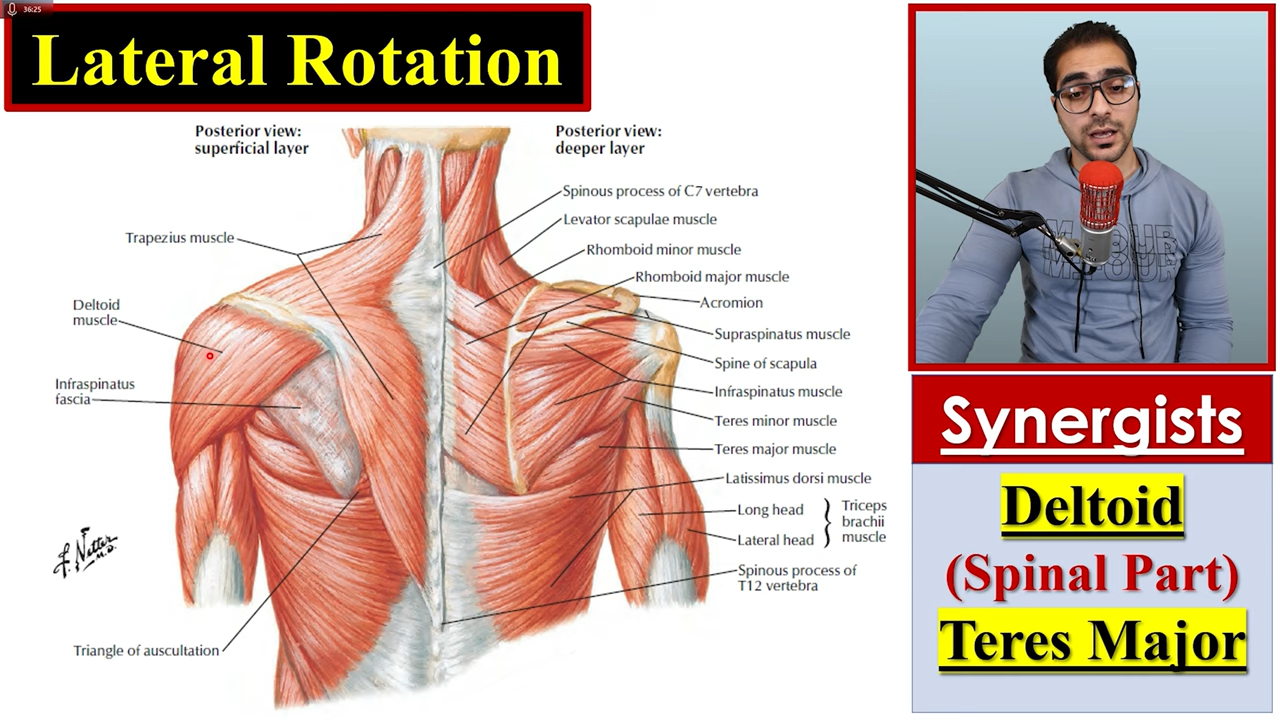 36:25
Lateral Rotation
Posterior view:
superficial layer
Posterior view:
deeper layer
Spinous process of C7 vertebra
Levator scapulae muscle
Trapezius muscle
Rhomboid minor muscle
Rhomboid major muscle
Acromion
Deltoid
muscle
Supraspinatus muscle
Spine of scapula
Infraspinatus
fascia
Infraspinatus muscle
Teres minor muscle
Teres major muscle
Latissimus dorsi muscle
Long head
Lateral head
Triceps
brachii
muscle
Spinous process of
T12 vertebra
Triangle of auscultation
F. Netter
M.D.
Synergists
Deltoid
(Spinal Part)
Teres Major